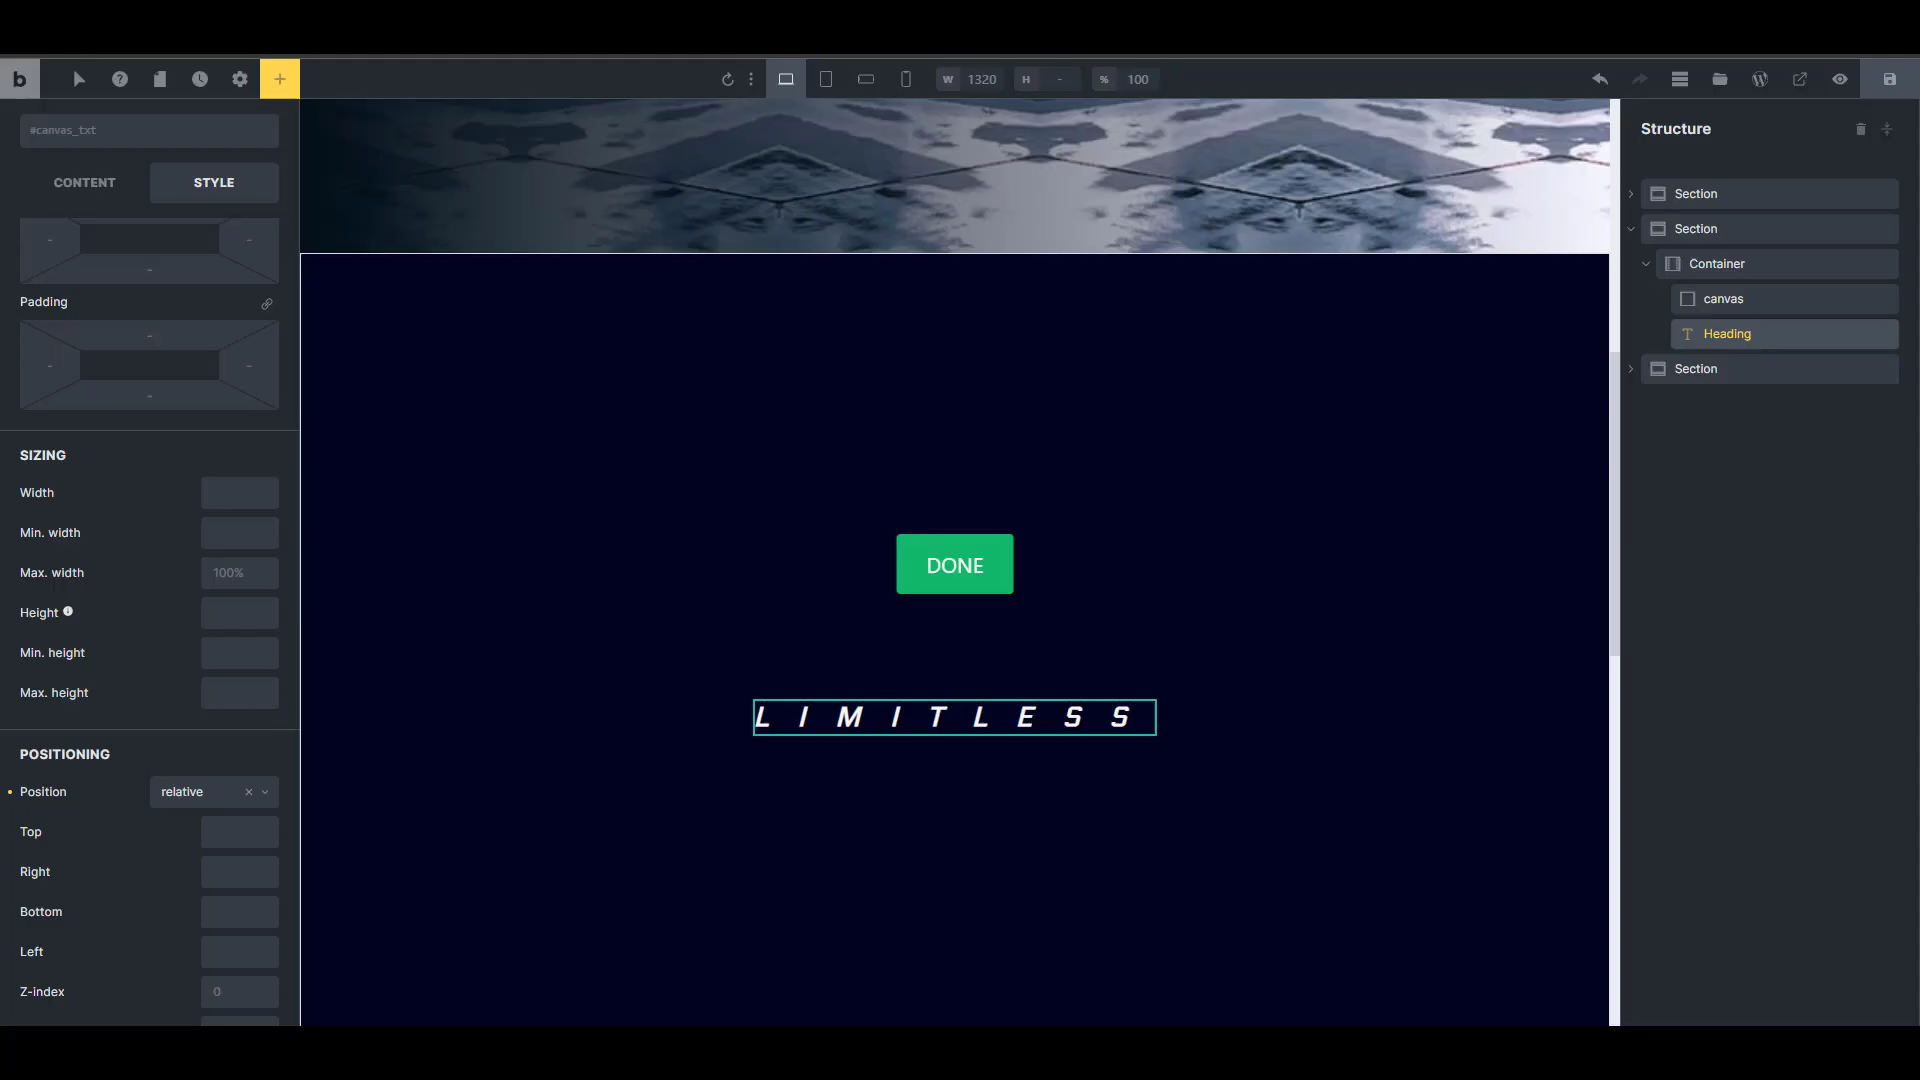 b
W 1320 H - % 100
#canvas_txt
CONTENT STYLE
Padding
SIZING
Width
Min. width
Max. width 100%
Height
Min. height
Max. height
POSITIONING
Position relative
Top
Right
Bottom
Left
Z-index 0
DONE
LIMITLESS
Structure
Section
Section
Container
canvas
Heading
Section